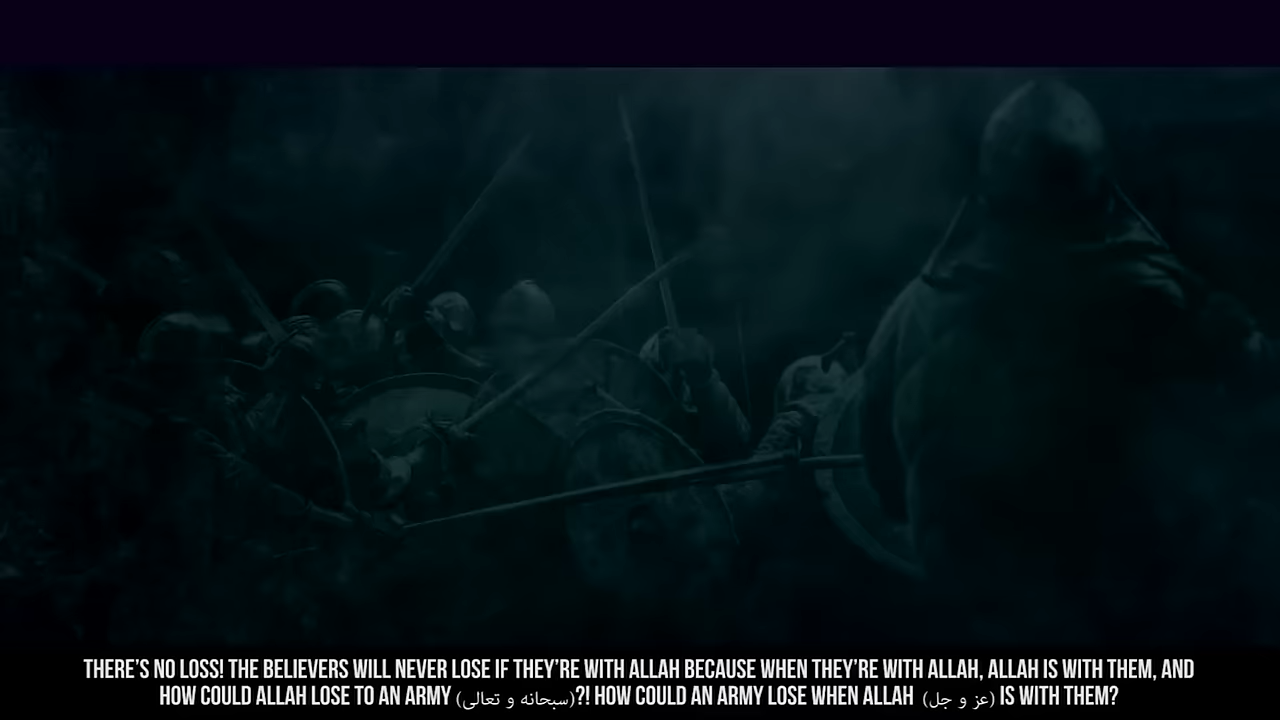 THERE'S NO LOSS! THE BELIEVERS WILL NEVER LOSE IF THEY'RE WITH ALLAH BECAUSE WHEN THEY'RE WITH ALLAH, ALLAH IS WITH THEM, AND
HOW COULD ALLAH LOSE TO AN ARMY (سبحانه و تعالى)?! HOW COULD AN ARMY LOSE WHEN ALLAH (عز و جل) IS WITH THEM?